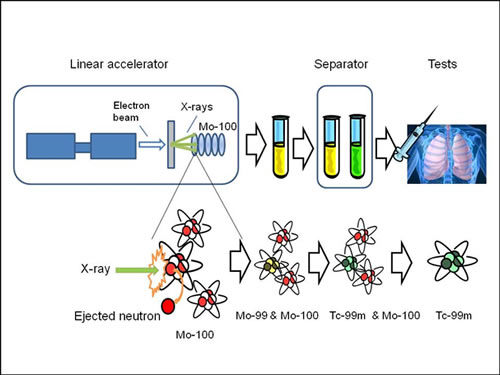 Linear accelerator
Separator
Tests
Electron
beam
X-rays
Mo-100
X-ray
Ejected neutron
Mo-100
Mo-99 & Mo-100
Tc-99m & Mo-100
Tc-99m